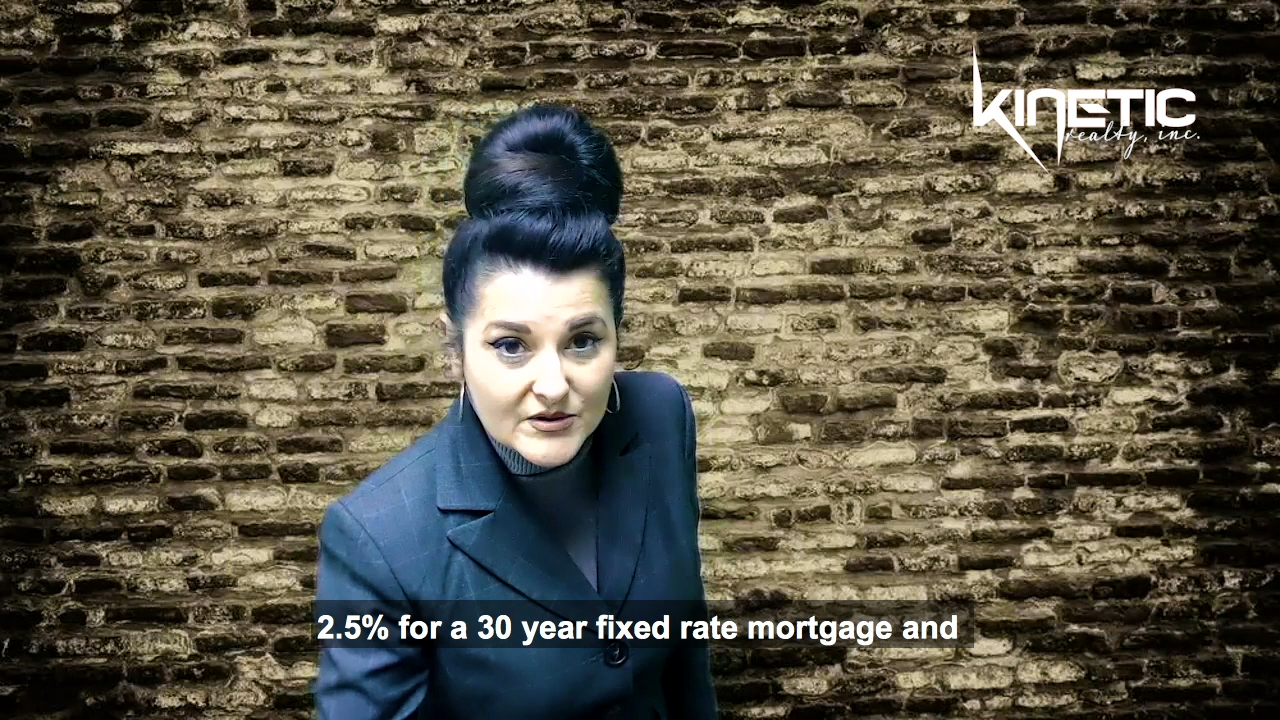 KINETIC
realty, inc.
2.5% for a 30 year fixed rate mortgage and